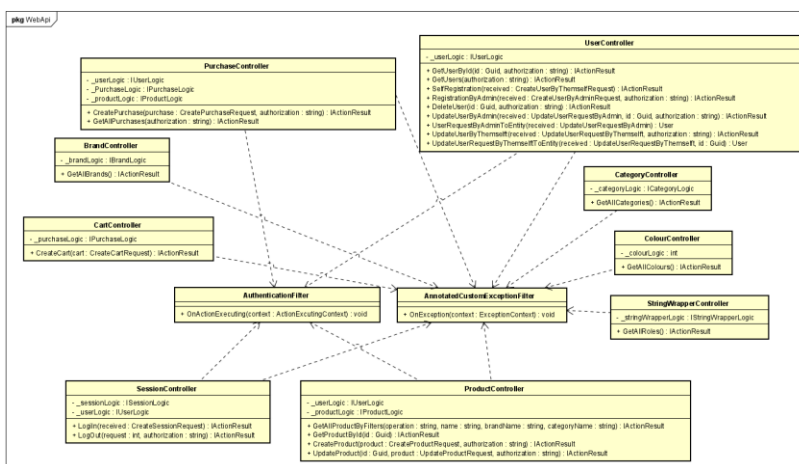 pkg WebApi
UserController
- _userLogic : IUserLogic
+ GetUserById(id : Guid, authorization : string) : IActionResult
+ GetUsers(authorization : string) : IActionResult
+ SelfRegistration(received : CreateUserByThemselfRequest) : IActionResult
+ RegistrationByAdmin(received : CreateUserByAdminRequest, authorization : string) : IActionResult
+ DeleteUser(id : Guid, authorization : string) : IActionResult
+ UpdateUserByAdmin(received : UpdateUserRequestByAdmin, id : Guid, authorization : string) : IActionResult
+ UserRequestByAdminToEntity(received : UpdateUserRequestByAdmin) : User
+ UpdateUserByThemselft(received : UpdateUserRequestByThemselft, authorization : string) : IActionResult
+ UpdateUserRequestByThemselftToEntity(received : UpdateUserRequestByThemselft, id : Guid) : User
PurchaseController
- _userLogic : IUserLogic
- _PurchaseLogic : IPurchaseLogic
- _productLogic : IProductLogic
+ CreatePurchase(purchase : CreatePurchaseRequest, authorization : string) : IActionResult
+ GetAllPurchases(authorization : string) : IActionResult
BrandController
- _brandLogic : IBrandLogic
+ GetAllBrands() : IActionResult
CategoryController
- _categoryLogic : ICategoryLogic
+ GetAllCategories() : IActionResult
CartController
- _purchaseLogic : IPurchaseLogic
+ CreateCart(cart : CreateCartRequest) : IActionResult
ColourController
- _colourLogic : int
+ GetAllColours() : IActionResult
AuthenticationFilter
+ OnActionExecuting(context : ActionExcutingContext) : void
AnnotatedCustomExceptionFilter
+ OnException(context : ExceptionContext) : void
StringWrapperController
- _stringWrapperLogic : IStringWrapperLogic
+ GetAllRoles() : IActionResult
SessionController
- _sessionLogic : ISessionLogic
- _userLogic : IUserLogic
+ LogIn(received : CreateSessionRequest) : IActionResult
+ LogOut(request : int, authorization : string) : IActionResult
ProductController
- _userLogic : IUserLogic
- _productLogic : IProductLogic
+ GetAllProductByFilters(operation : string, name : string, brandName : string, categoryName : string) : IActionResult
+ GetProductById(id : Guid) : IActionResult
+ CreateProduct(product : CreateProductRequest, authorization : string) : IActionResult
+ UpdateProduct(id : Guid, product : UpdateProductRequest, authorization : string) : IActionResult